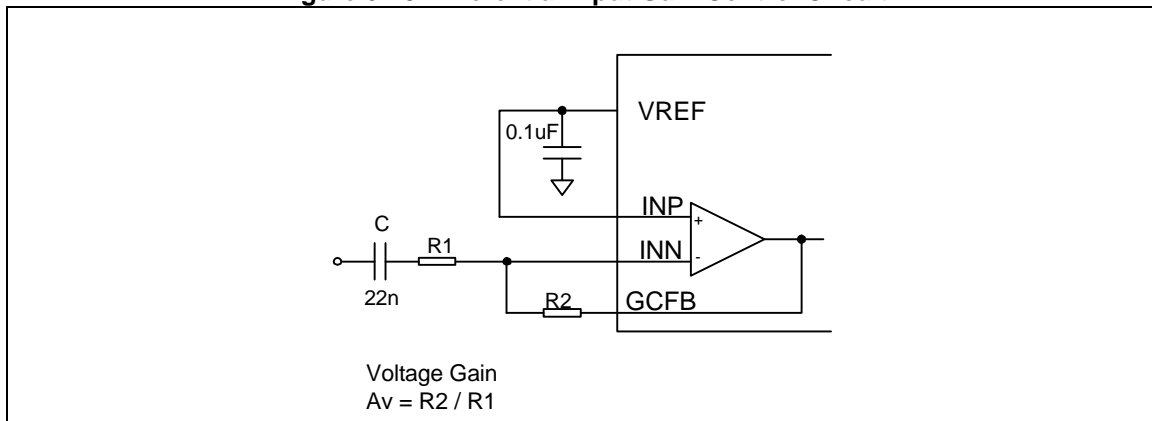 VREF
0.1uF
INP
+
C
R1
INN
-
22n
R2
GCFB
Voltage Gain
Av = R2 / R1